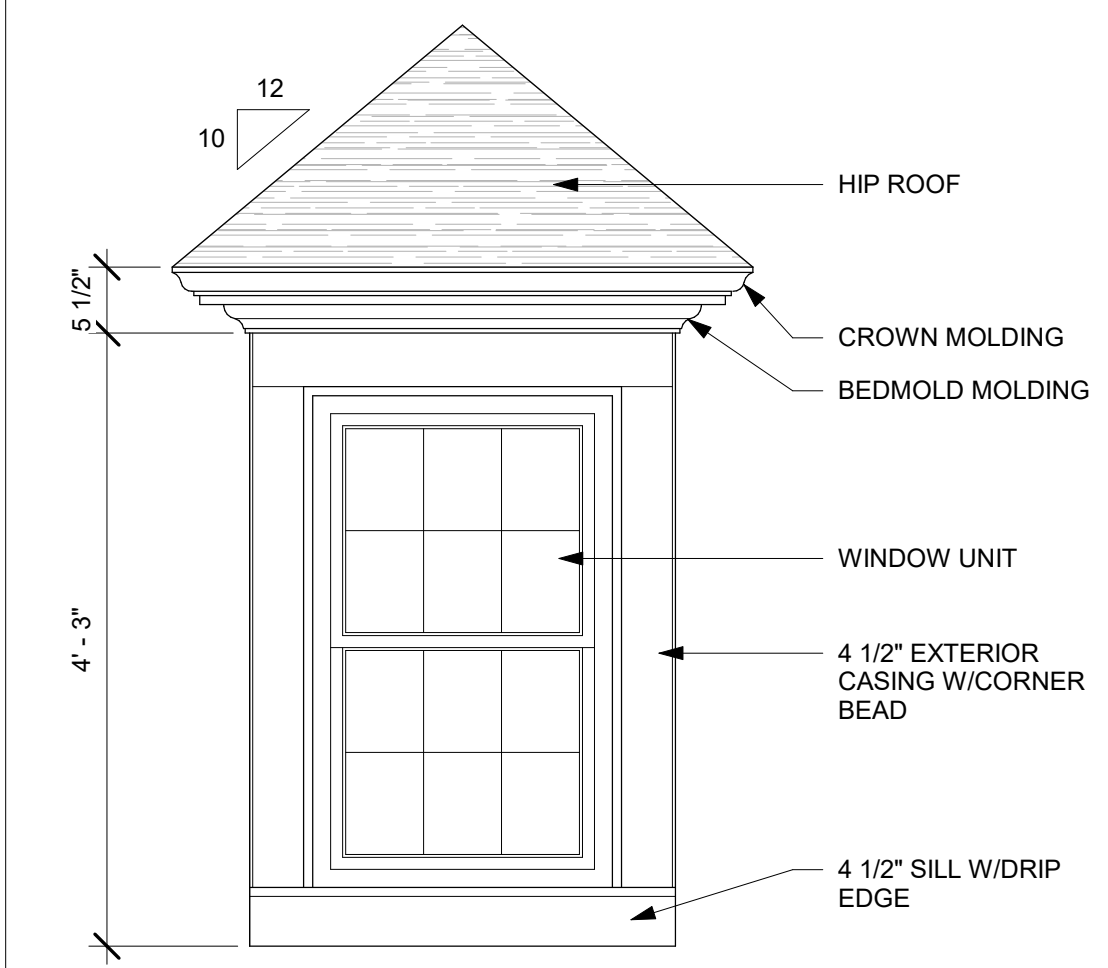 12
10
HIP ROOF
5 1/2"
CROWN MOLDING
BEDMOLD MOLDING
WINDOW UNIT
4' - 3"
4 1/2" EXTERIOR
CASING W/CORNER
BEAD
4 1/2" SILL W/DRIP
EDGE